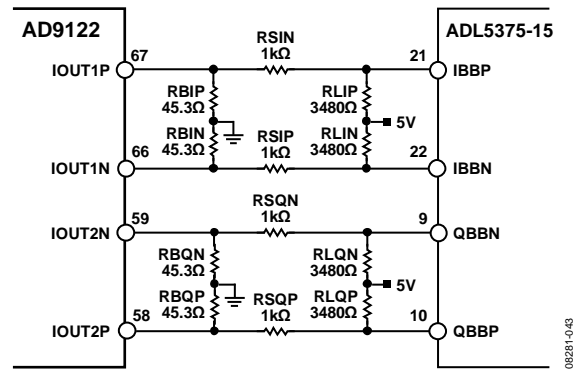 AD9122
ADL5375-15
67
RSIN
1kΩ
21
IOUT1P
IBBP
RBIP
45.3Ω
RLIP
3480Ω
5V
RBIN
45.3Ω
RSIP
1kΩ
RLIN
3480Ω
66
22
IOUT1N
IBBN
59
RSQN
1kΩ
9
IOUT2N
QBBN
RBQN
45.3Ω
RLQN
3480Ω
5V
RBQP
45.3Ω
RSQP
1kΩ
RLQP
3480Ω
58
10
IOUT2P
QBBP
08281-043